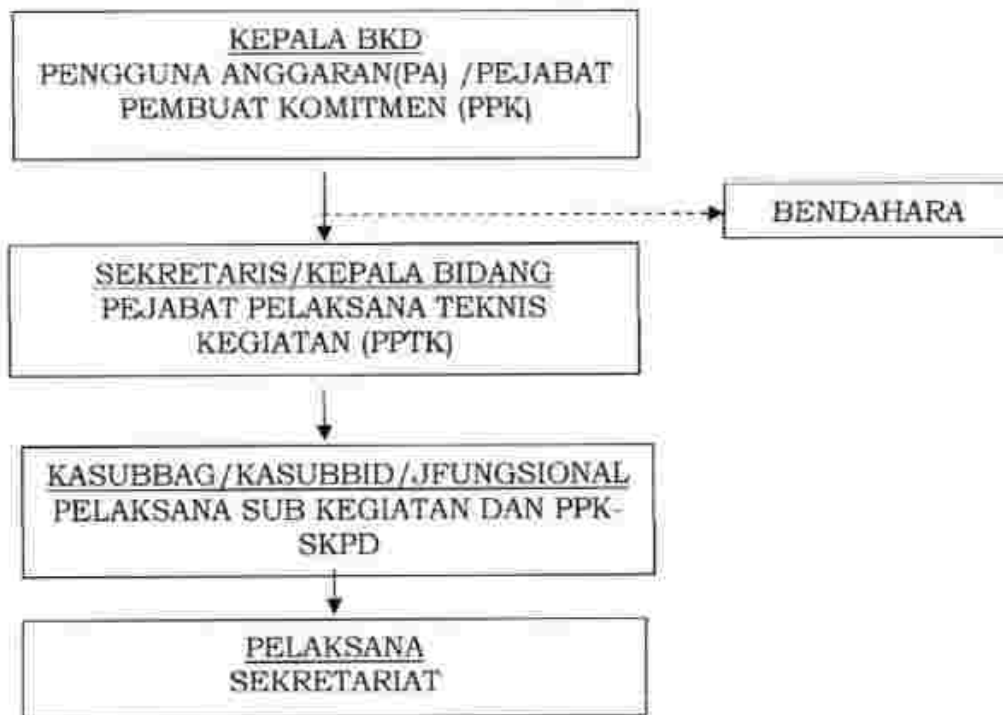 KEPALA BKD
PENGGUNA ANGGARAN(PA) /PEJABAT
PEMBUAT KOMITMEN (PPK)
BENDAHARA
SEKRETARIS/KEPALA BIDANG
PEJABAT PELAKSANA TEKNIS
KEGIATAN (PPTK)
KASUBBAG/KASUBBID/JFUNGSIONAL
PELAKSANA SUB KEGIATAN DAN PPK-
SKPD
PELAKSANA
SEKRETARIAT